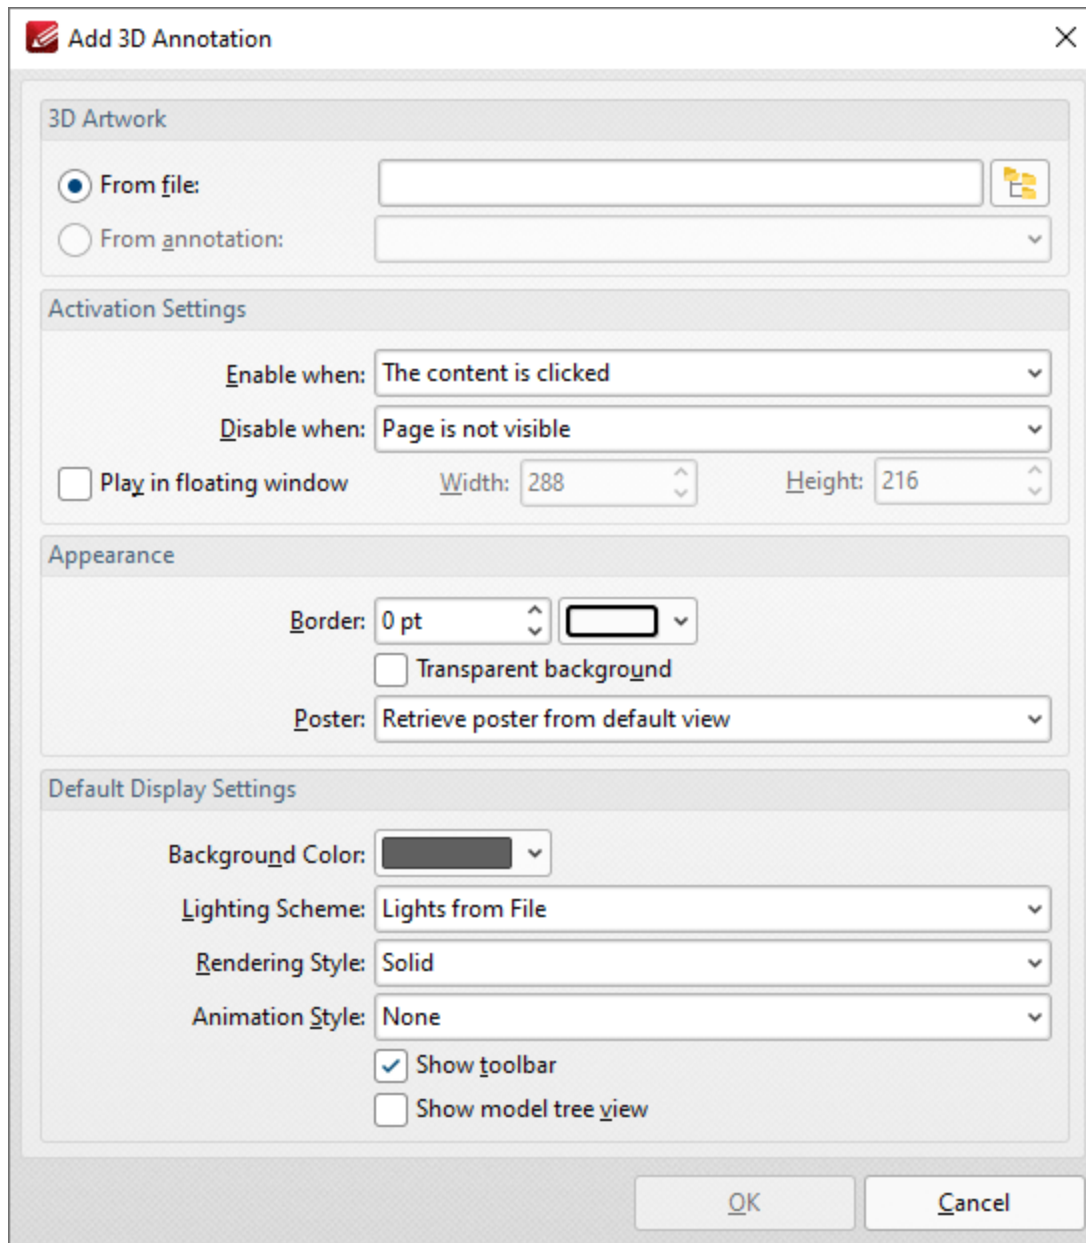 Add 3D Annotation
3D Artwork
From file:
From annotation:
Activation Settings
Enable when: The content is clicked
Disable when: Page is not visible
Play in floating window Width: 288 Height: 216
Appearance
Border: 0 pt
Transparent background
Poster: Retrieve poster from default view
Default Display Settings
Background Color:
Lighting Scheme: Lights from File
Rendering Style: Solid
Animation Style: None
Show toolbar
Show model tree view
OK Cancel